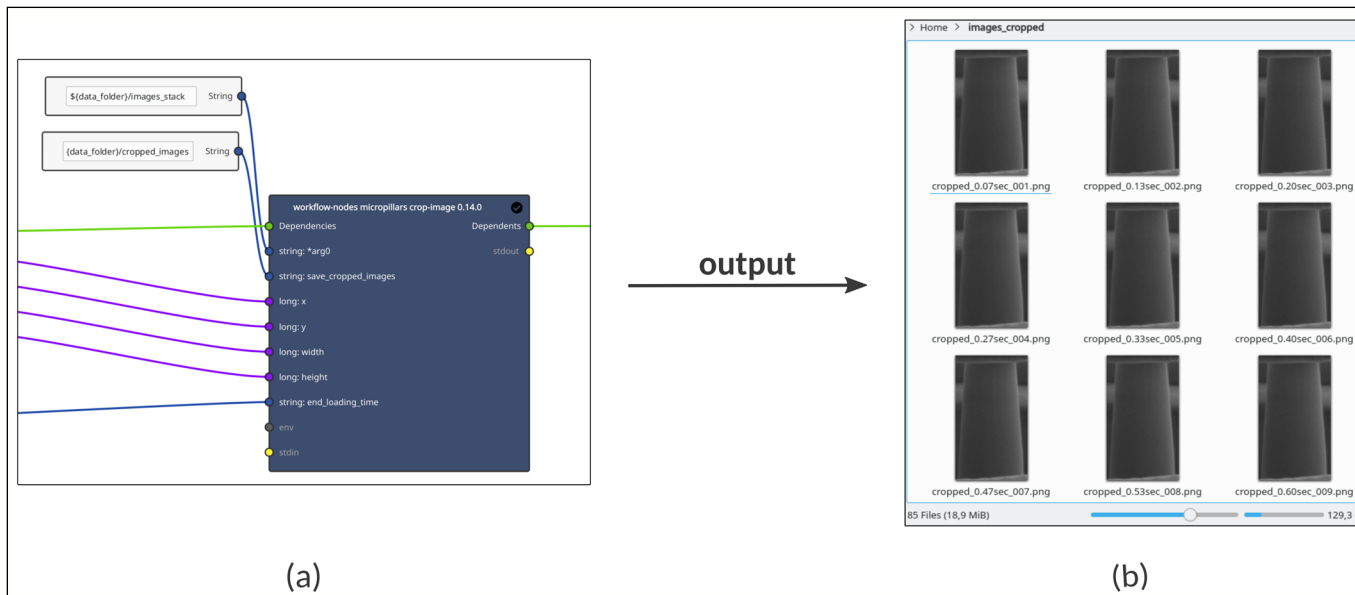 ${data_folder}/images_stack String
{data_folder}/cropped_images String
workflow-nodes micropillars crop-image 0.14.0
Dependencies Dependents
string: *arg0 stdout
string: save_cropped_images
long: x
long: y
long: width
long: height
string: end_loading_time
env
stdin
(a)
output
Home images_cropped
cropped_0.07sec_001.png cropped_0.13sec_002.png cropped_0.20sec_003.png
cropped_0.27sec_004.png cropped_0.33sec_005.png cropped_0.40sec_006.png
cropped_0.47sec_007.png cropped_0.53sec_008.png cropped_0.60sec_009.png
85 Files (18,9 MiB) 129,3
(b)